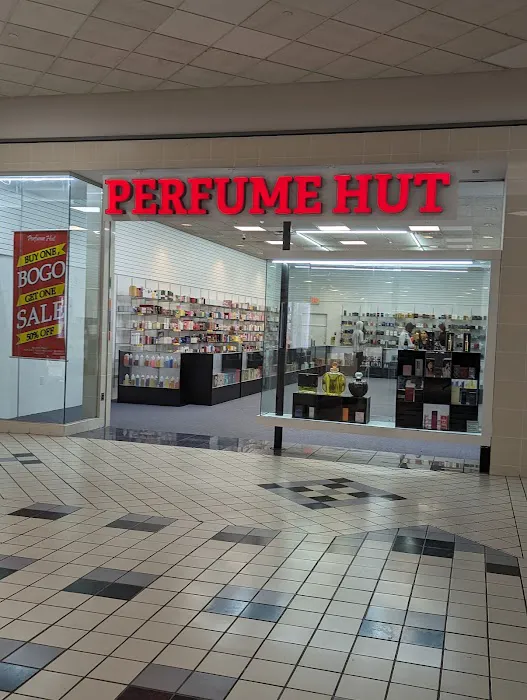 PERFUME HUT
Perfume Hut
BUY ONE,
BOGO
GET ONE
SALE
50% OFF